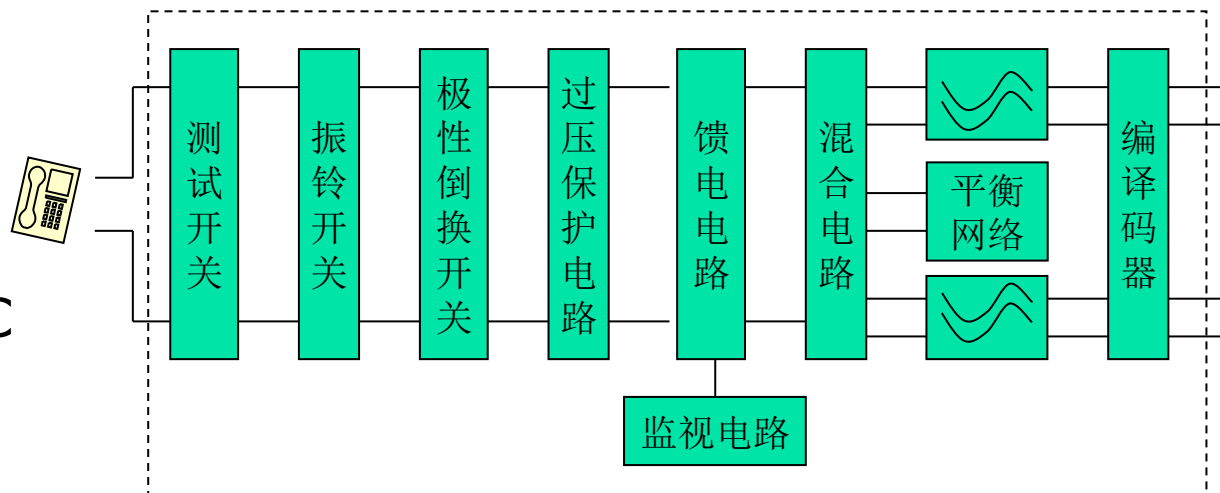 测试开关
振铃开关
极性倒换开关
过压保护电路
馈电电路
混合电路
平衡
网络
编译码器
监视电路
C